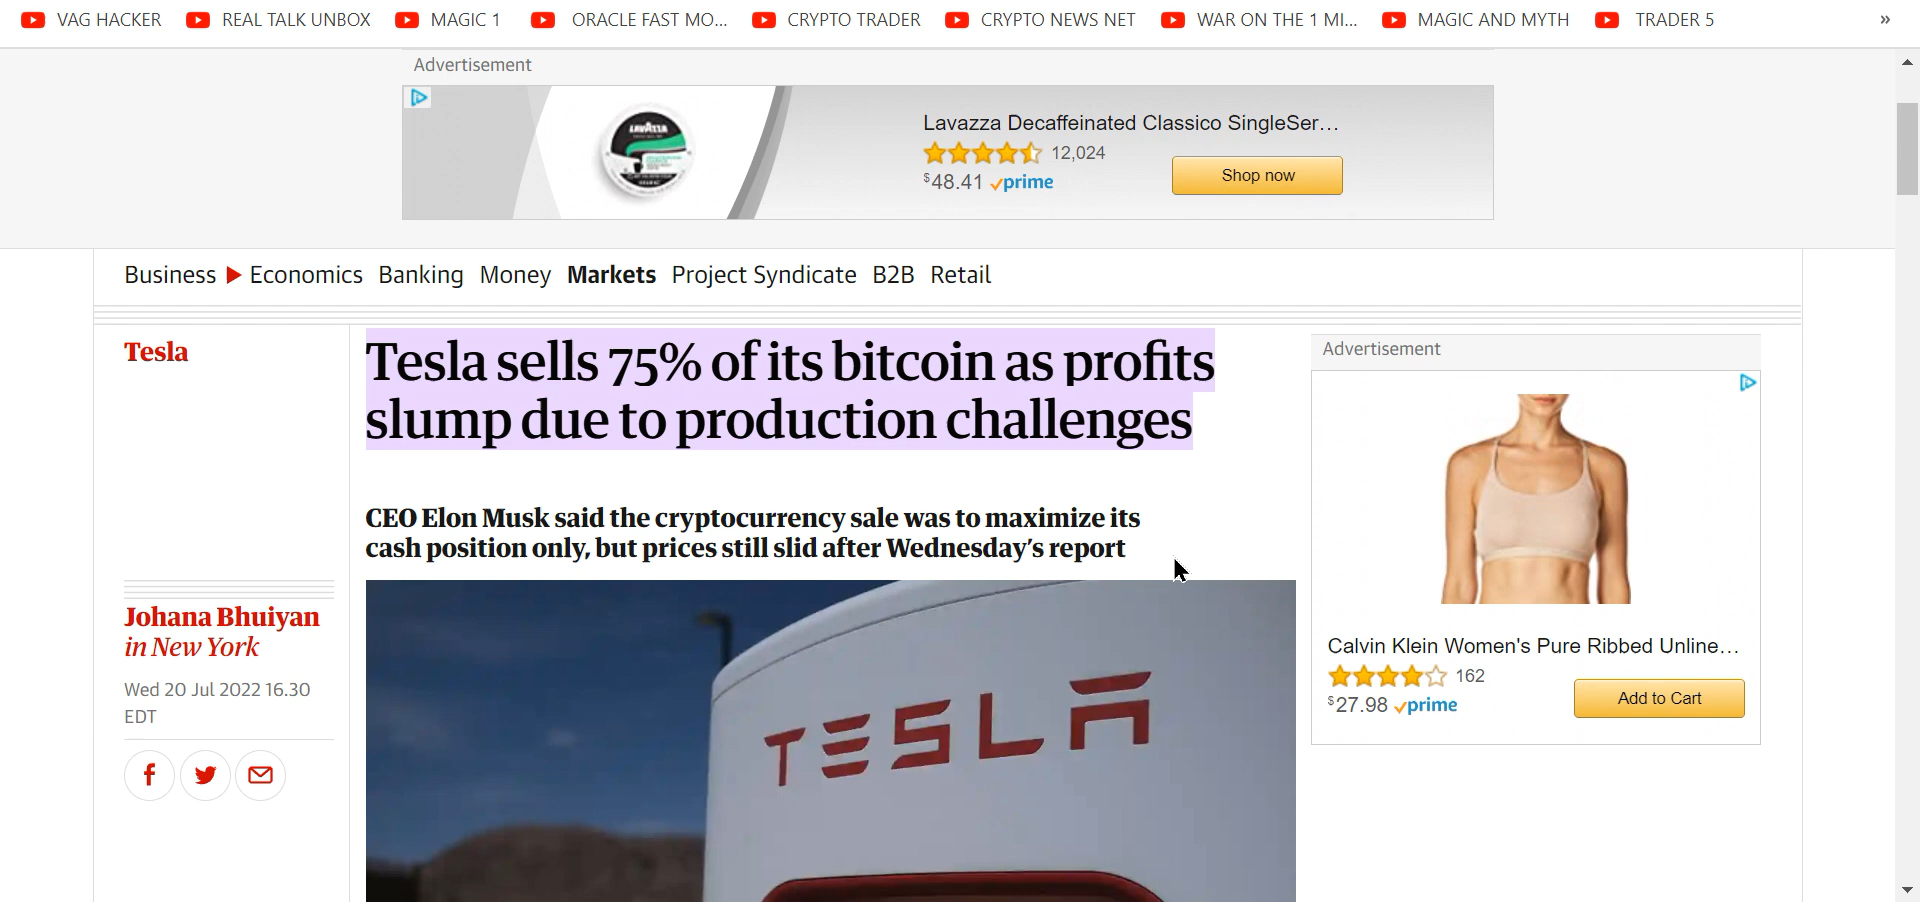 VAG HACKER REAL TALK UNBOX MAGIC 1 ORACLE FAST MO... CRYPTO TRADER CRYPTO NEWS NET WAR ON THE 1 MI... MAGIC AND MYTH TRADER 5 »
Advertisement
LAVAZZA
Lavazza Decaffeinated Classico SingleSer...
12,024
$48.41 prime
Shop now
Business Economics Banking Money Markets Project Syndicate B2B Retail
Tesla
Tesla sells 75% of its bitcoin as profits
slump due to production challenges
CEO Elon Musk said the cryptocurrency sale was to maximize its
cash position only, but prices still slid after Wednesday's report
Johana Bhuiyan
in New York
Wed 20 Jul 2022 16.30
EDT
TESLA
Advertisement
Calvin Klein Women's Pure Ribbed Unline...
162
$27.98 prime
Add to Cart